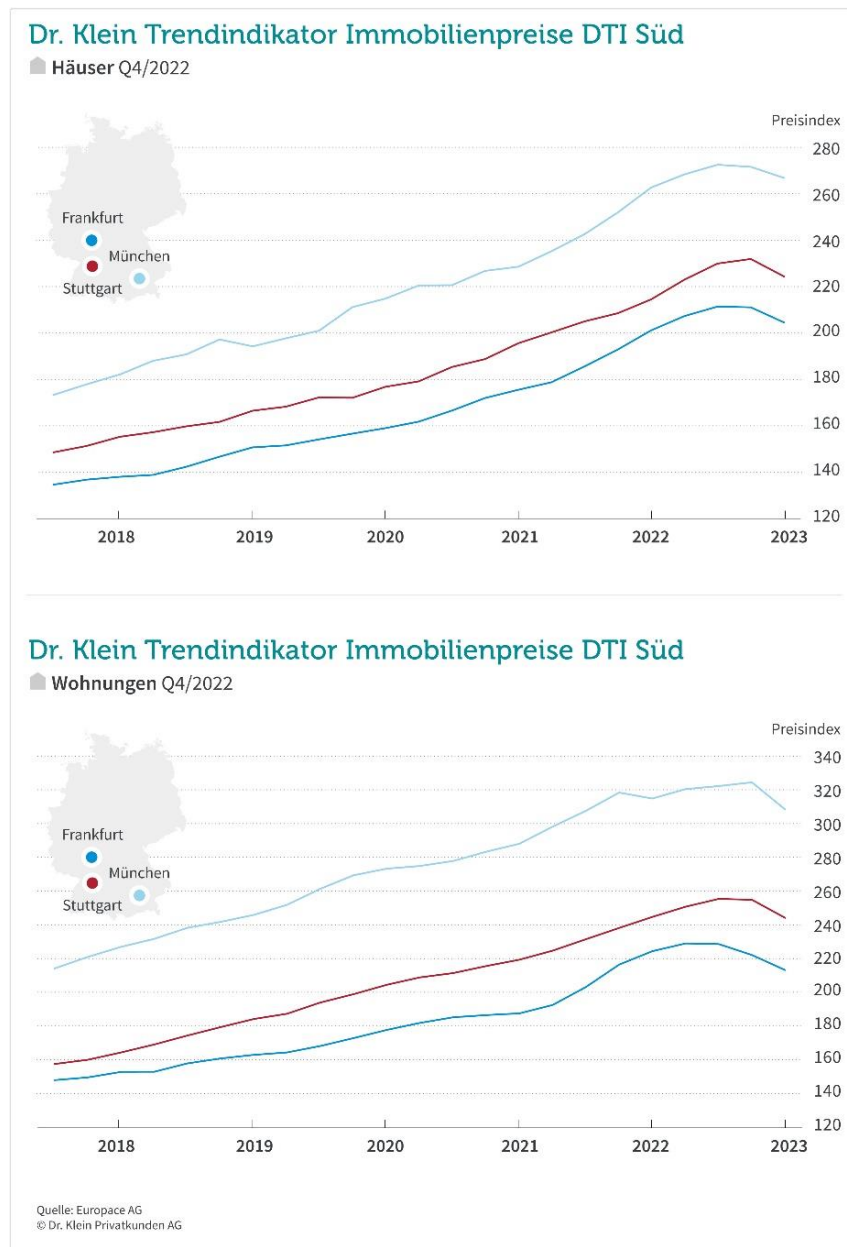 Dr. Klein Trendindikator Immobilienpreise DTI Süd
Häuser Q4/2022
Preisindex
280
260
240
220
200
180
160
140
120
Frankfurt
München
Stuttgart
2018 2019 2020 2021 2022 2023
Dr. Klein Trendindikator Immobilienpreise DTI Süd
Wohnungen Q4/2022
Preisindex
340
320
300
280
260
240
220
200
180
160
140
120
Frankfurt
München
Stuttgart
2018 2019 2020 2021 2022 2023
Quelle: Europace AG
© Dr. Klein Privatkunden AG